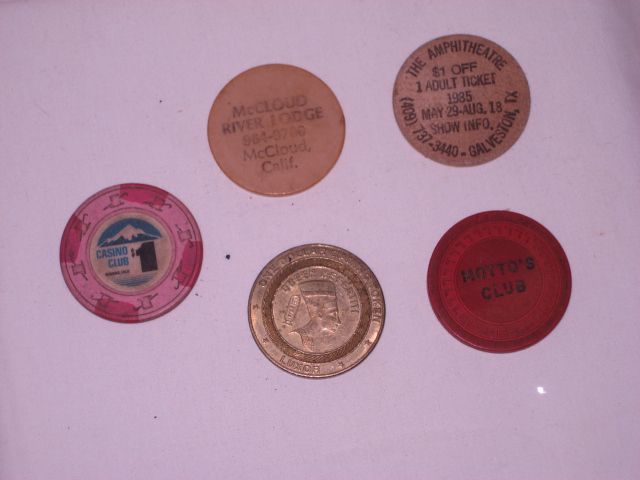 McCLOUD
RIVER LODGE
McCloud,
Calif.
THE AMPHITHEATRE
$1 OFF
1 ADULT TICKET
1985
MAY 29-AUG. 18
SHOW INFO.
(409) 737-3440 - GALVESTON, TX
CASINO
CLUB
$1
LUXOR
MOTTO'S
CLUB